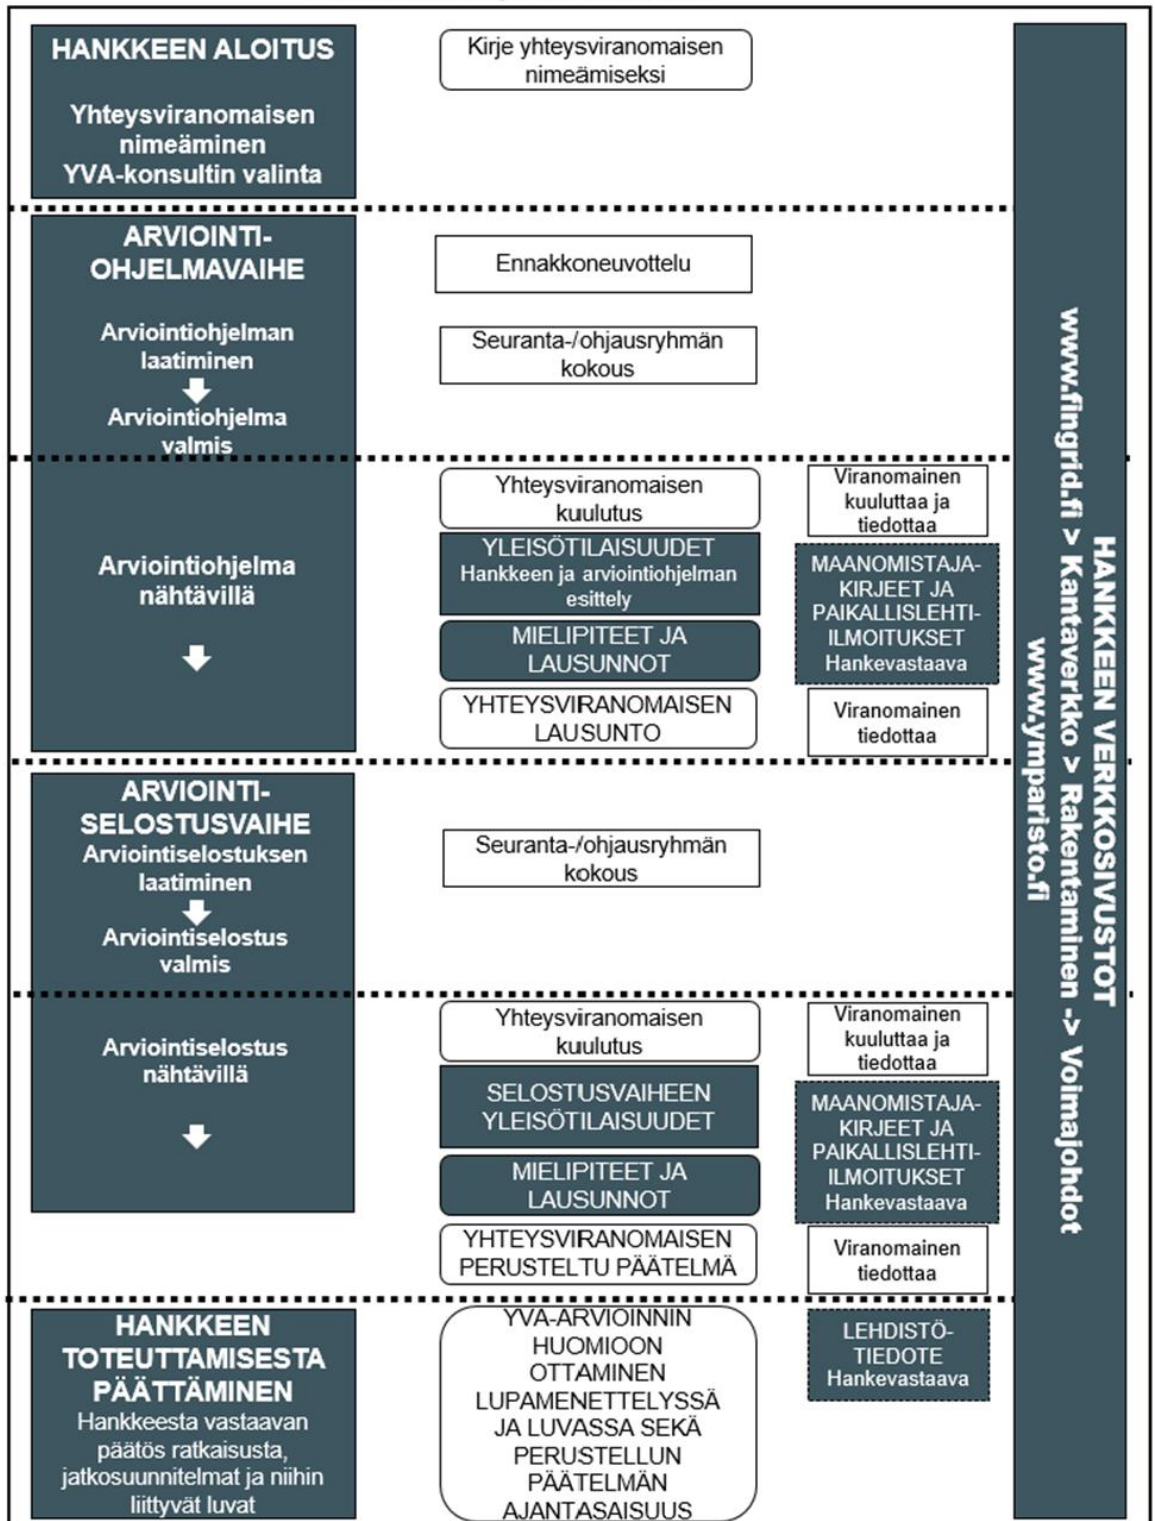 HANKKEEN ALOITUS
Yhteysviranomaisen
nimeäminen
YVA-konsultin valinta
Kirje yhteysviranomaisen
nimeämiseksi
ARVIOINTI-
OHJELMAVAIHE
Arviointiohjelman
laatiminen
Arviointiohjelma
valmis
Ennakkoneuvottelu
Seuranta-/ohjausryhmän
kokous
Arviointiohjelma
nähtävillä
Yhteysviranomaisen
kuulutus
YLEISÖTILAISUUDET
Hankkeen ja arviointiohjelman
esittely
MIELIPITEET JA
LAUSUNNOT
YHTEYSVIRANOMAISEN
LAUSUNTO
Viranomainen
kuuluttaa ja
tiedottaa
MAANOMISTAJA-
KIRJEET JA
PAIKALLISLEHTI-
ILMOITUKSET
Hankevastaava
Viranomainen
tiedottaa
ARVIOINTI-
SELOSTUSVAIHE
Arviointiselostuksen
laatiminen
Arviointiselostus
valmis
Seuranta-/ohjausryhmän
kokous
Arviointiselostus
nähtävillä
Yhteysviranomaisen
kuulutus
SELOSTUSVAIHEEN
YLEISÖTILAISUUDET
MIELIPITEET JA
LAUSUNNOT
YHTEYSVIRANOMAISEN
PERUSTELTU PÄÄTELMÄ
Viranomainen
kuuluttaa ja
tiedottaa
MAANOMISTAJA-
KIRJEET JA
PAIKALLISLEHTI-
ILMOITUKSET
Hankevastaava
Viranomainen
tiedottaa
HANKKEEN
TOTEUTTAMISESTA
PÄÄTTÄMINEN
Hankkeesta vastaavan
päätös ratkaisusta,
jatkosuunnitelmat ja niihin
liittyvät luvat
YVA-ARVIOINNIN
HUOMIOON
OTTAMINEN
LUPAMENETTELYSSÄ
JA LUVASSA SEKÄ
PERUSTELLUN
PÄÄTELMÄN
AJANTASAISUUS
LEHDISTÖ-
TIEDOTE
Hankevastaava
HANKKEEN VERKKOSIVUSTOT
www.fingrid.fi > Kantaverkko > Rakentaminen -> Voimajohdot
www.ymparisto.fi